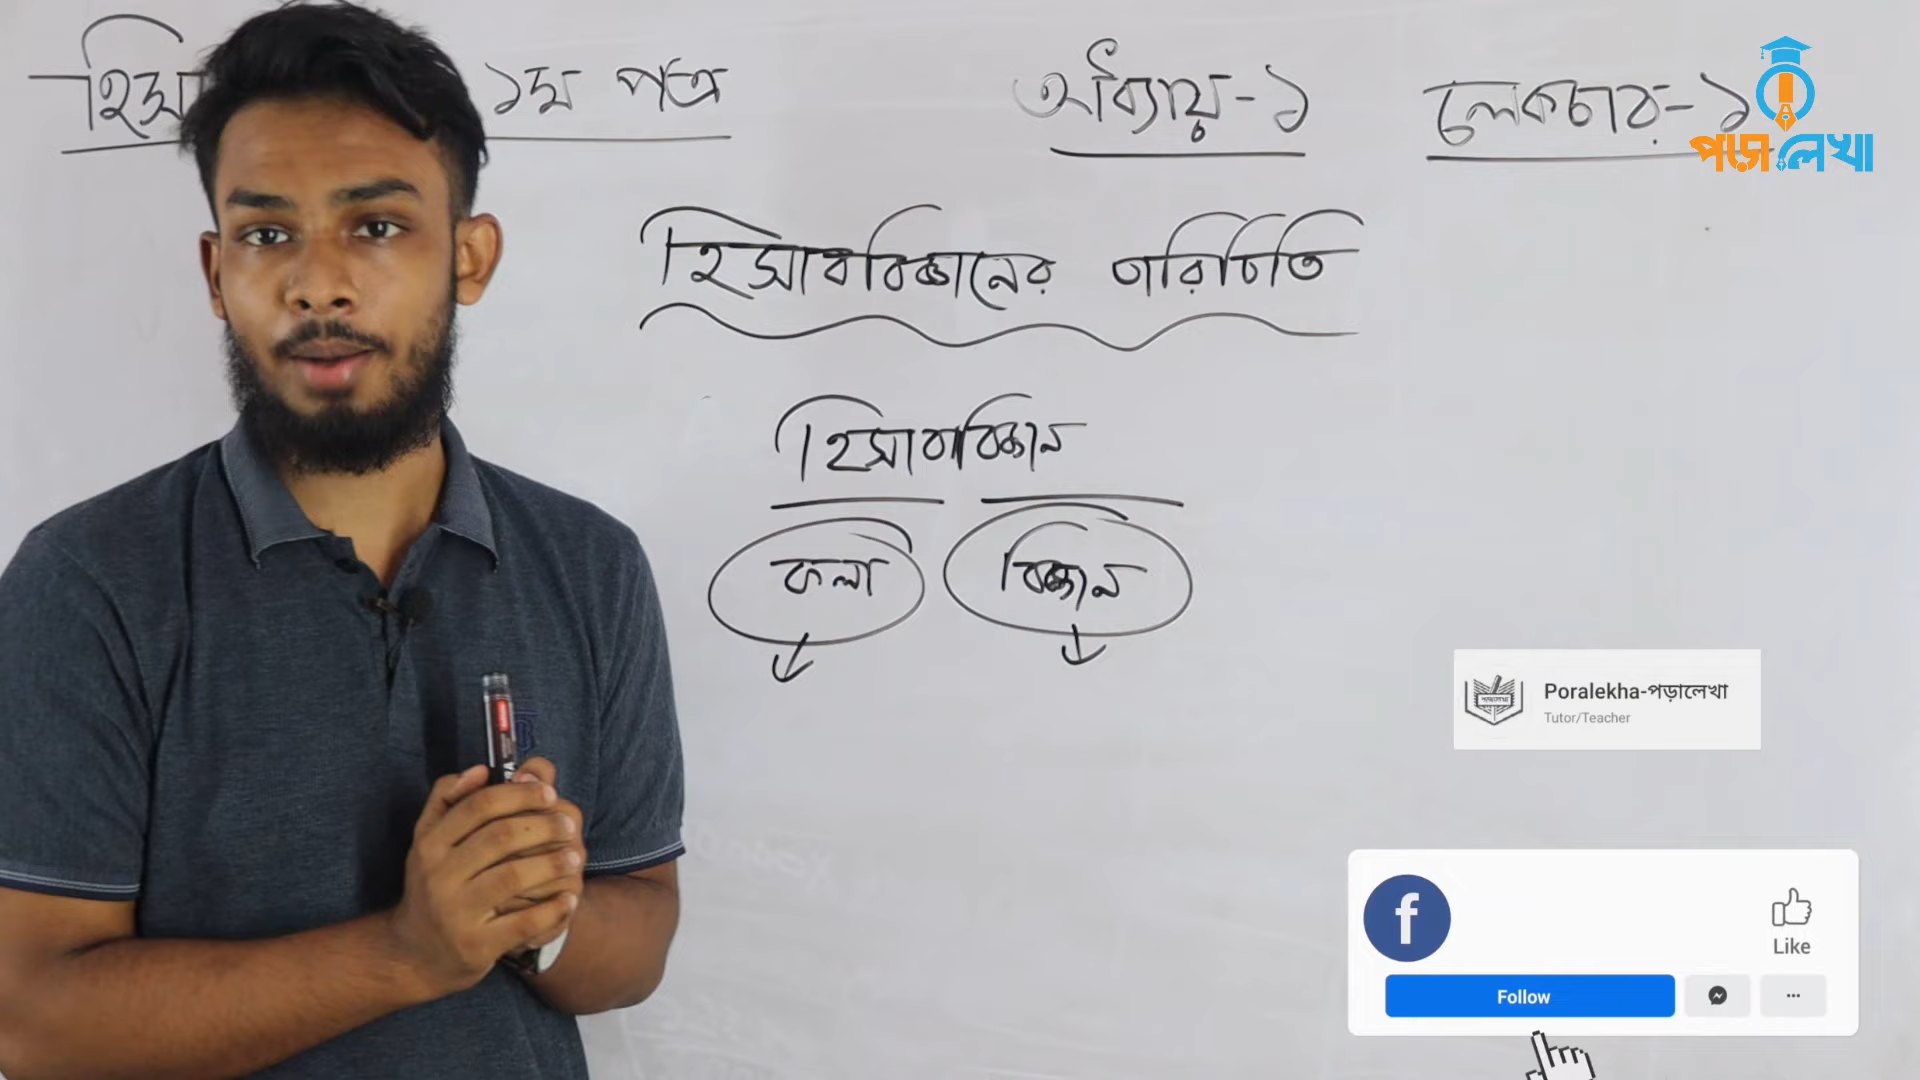 হিসা ১ম পত্র
অধ্যায়-১
লেকচার-১
পড়ালেখা
হিসাববিজ্ঞানের পরিচিতি
হিসাববিজ্ঞান
কলা
বিজ্ঞান
Poralekha-পড়ালেখা
Tutor/Teacher
f
Like
Follow